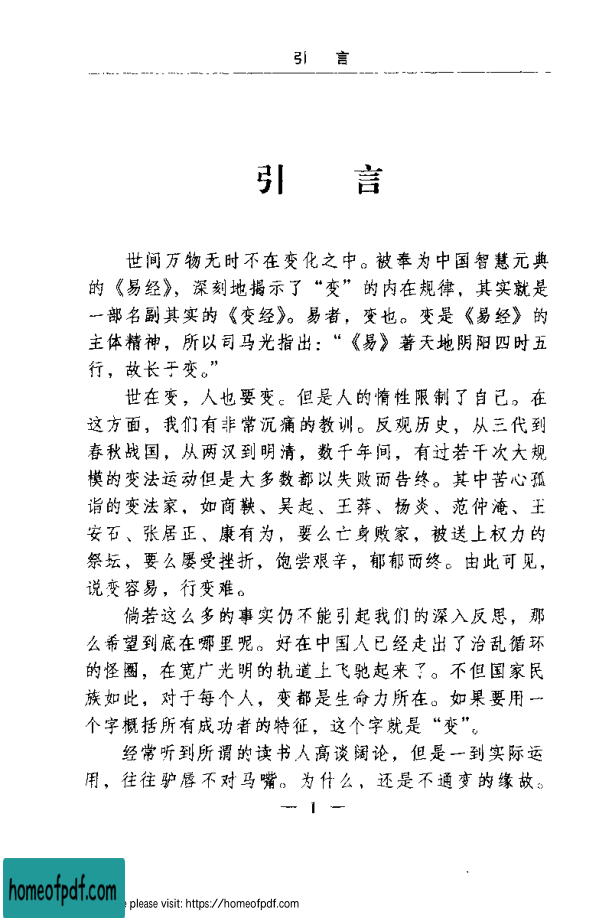 引 言
引 言
世间万物无时不在变化之中。被奉为中国智慧元典
的《易经》，深刻地揭示了“变”的内在规律，其实就是
一部名副其实的《变经》。易者，变也。变是《易经》的
主体精神，所以司马光指出：“《易》著天地阴阳四时五
行，故长于变。”
世在变，人也要变。但是人的惰性限制了自己。在
这方面，我们有非常沉痛的教训。反观历史，从三代到
春秋战国，从两汉到明清，数千年间，有过若干次大规
模的变法运动但是大多数都以失败而告终。其中苦心孤
诣的变法家，如商鞅、吴起、王莽、杨炎、范仲淹、王
安石、张居正、康有为，要么亡身败家，被送上权力的
祭坛，要么屡受挫折，饱尝艰辛，郁郁而终。由此可见，
说变容易，行变难。
倘若这么多的事实仍不能引起我们的深入反思，那
么希望到底在哪里呢。好在中国人已经走出了治乱循环
的怪圈，在宽广光明的轨道上飞驰起来了。不但国家民
族如此，对于每个人，变都是生命力所在。如果要用一
个字概括所有成功者的特征，这个字就是“变”。
经常听到所谓的读书人高谈阔论，但是一到实际运
用，往往驴唇不对马嘴。为什么，还是不通变的缘故。
— 1 —
homeofpdf.com
please visit: https://homeofpdf.com